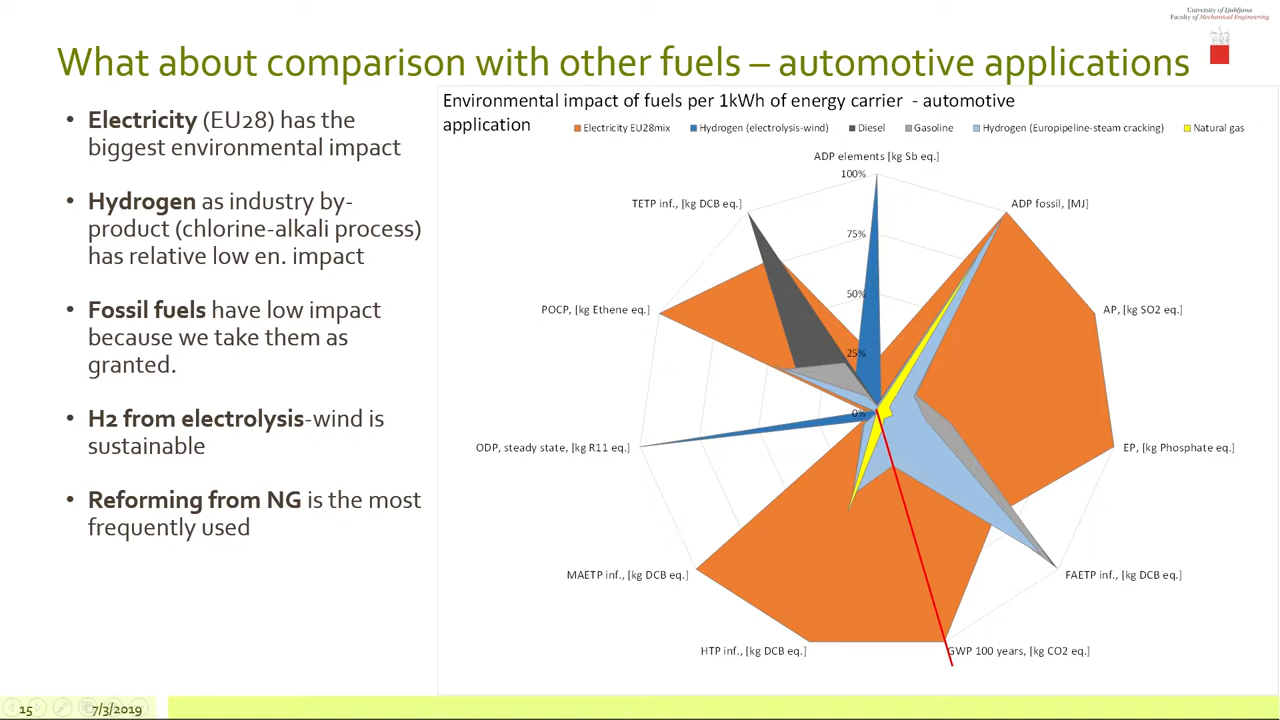 University of Ljubljana
Faculty of Mechanical Engineering
What about comparison with other fuels – automotive applications
• Electricity (EU28) has the
biggest environmental impact
• Hydrogen as industry by-
product (chlorine-alkali process)
has relative low en. impact
• Fossil fuels have low impact
because we take them as
granted.
• H2 from electrolysis-wind is
sustainable
• Reforming from NG is the most
frequently used
Environmental impact of fuels per 1kWh of energy carrier - automotive
application
Electricity EU28mix Hydrogen (electrolysis-wind) Diesel Gasoline Hydrogen (Europipeline-steam cracking) Natural gas
ADP elements [kg Sb eq.]
100%
TETP inf., [kg DCB eq.]
ADP fossil, [MJ]
75%
50%
POCP, [kg Ethene eq.]
AP, [kg SO2 eq.]
25%
0%
ODP, steady state, [kg R11 eq.]
EP, [kg Phosphate eq.]
MAETP inf., [kg DCB eq.]
FAETP inf., [kg DCB eq.]
HTP inf., [kg DCB eq.]
GWP 100 years, [kg CO2 eq.]
15
7/3/2019